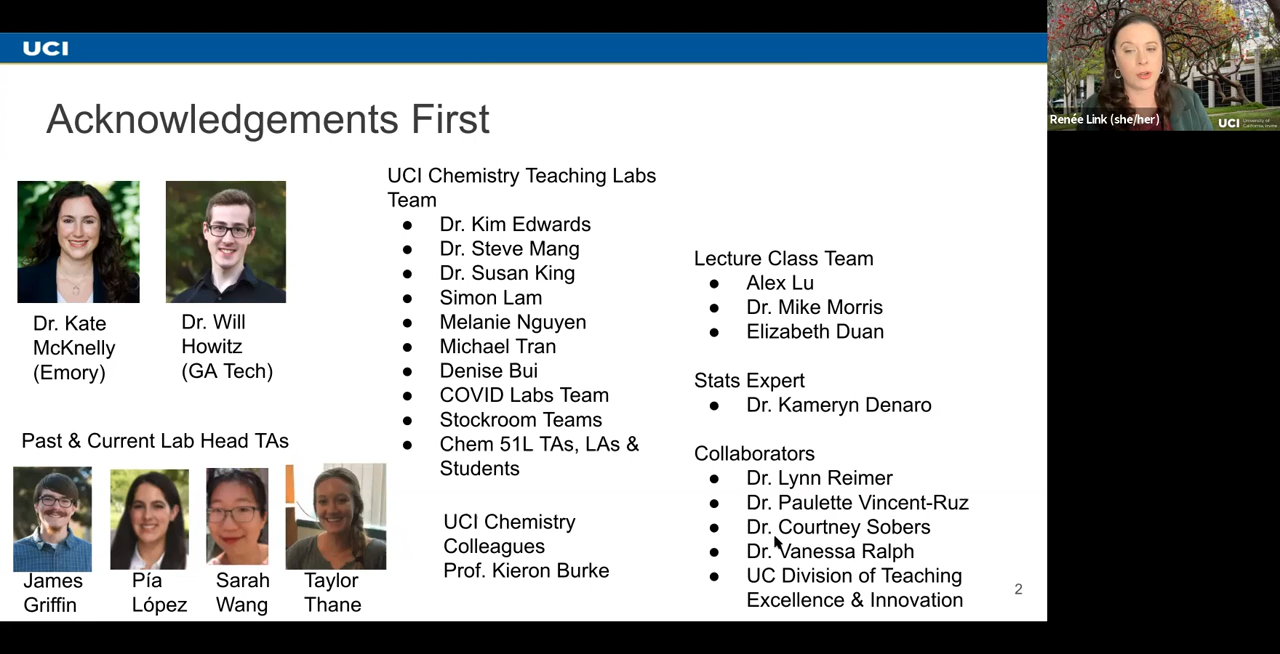 UCI
Acknowledgements First
Dr. Kate
McKnelly
(Emory)
Dr. Will
Howitz
(GA Tech)
Past & Current Lab Head TAs
James
Griffin
Pía
López
Sarah
Wang
Taylor
Thane
UCI Chemistry Teaching Labs
Team
● Dr. Kim Edwards
● Dr. Steve Mang
● Dr. Susan King
● Simon Lam
● Melanie Nguyen
● Michael Tran
● Denise Bui
● COVID Labs Team
● Stockroom Teams
● Chem 51L TAs, LAs &
Students
UCI Chemistry
Colleagues
Prof. Kieron Burke
Lecture Class Team
● Alex Lu
● Dr. Mike Morris
● Elizabeth Duan
Stats Expert
● Dr. Kameryn Denaro
Collaborators
● Dr. Lynn Reimer
● Dr. Paulette Vincent-Ruz
● Dr. Courtney Sobers
● Dr. Vanessa Ralph
● UC Division of Teaching
Excellence & Innovation
2
Renée Link (she/her)
UCI